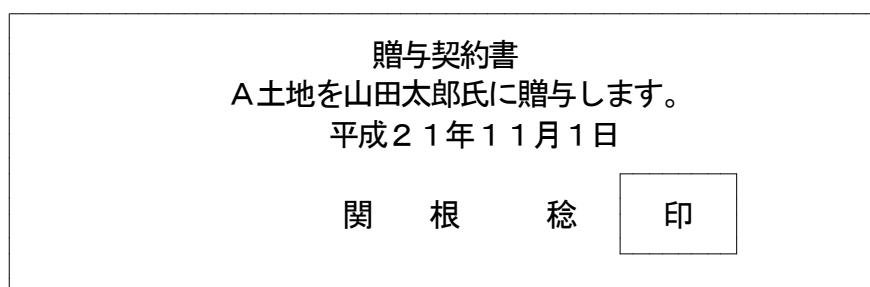 贈与契約書
A土地を山田太郎氏に贈与します。
平成21年11月1日
関 根 稔 印